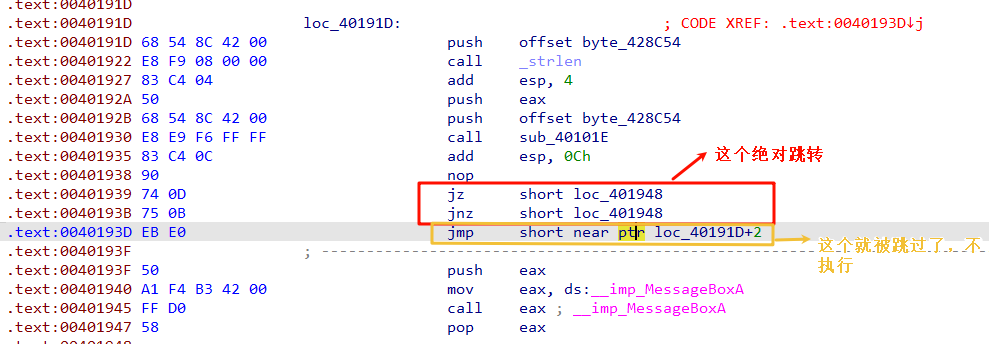 .text:0040191D
.text:0040191D loc_40191D: ; CODE XREF: .text:0040193D↓j
.text:0040191D 68 54 8C 42 00 push offset byte_428C54
.text:00401922 E8 F9 08 00 00 call _strlen
.text:00401927 83 C4 04 add esp, 4
.text:0040192A 50 push eax
.text:0040192B 68 54 8C 42 00 push offset byte_428C54
.text:00401930 E8 E9 F6 FF FF call sub_40101E
.text:00401935 83 C4 0C add esp, 0Ch
这个绝对跳转
.text:00401938 90 nop
.text:00401939 74 0D jz short loc_401948
.text:0040193B 75 0B jnz short loc_401948
.text:0040193D EB E0 jmp short near ptr loc_40191D+2
这个就被跳过了，不
执行
.text:0040193F ; ---------------------------------------------------------------------------
.text:0040193F 50 push eax
.text:00401940 A1 F4 B3 42 00 mov eax, ds:__imp_MessageBoxA
.text:00401945 FF D0 call eax ; __imp_MessageBoxA
.text:00401947 58 pop eax